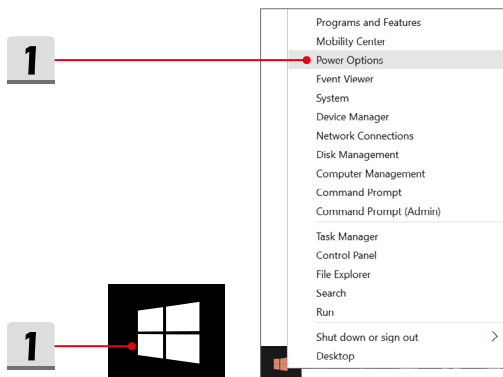 1
Programs and Features
Mobility Center
Power Options
Event Viewer
System
Device Manager
Network Connections
Disk Management
Computer Management
Command Prompt
Command Prompt (Admin)
Task Manager
Control Panel
File Explorer
Search
Run
1
Shut down or sign out
Desktop